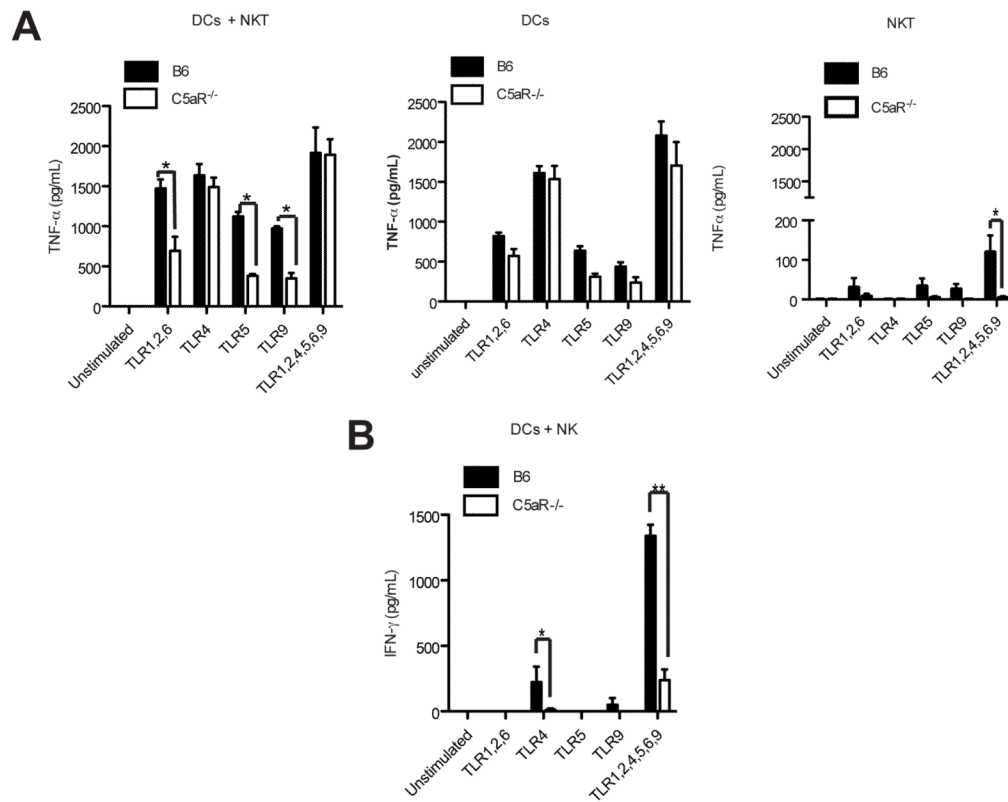 A
DCs + NKT
B6
C5aR-/-
TNF-α (pg/mL)
2500
2000
1500
1000
500
0
*
*
*
Unstimulated
TLR1,2,6
TLR4
TLR5
TLR9
TLR1,2,4,5,6,9
DCs
B6
C5aR-/-
TNF-α (pg/mL)
2500
2000
1500
1000
500
0
unstimulated
TLR1,2,6
TLR4
TLR5
TLR9
TLR1,2,4,5,6,9
NKT
B6
C5aR-/-
TNFα (pg/mL)
2500
2000
1500
200
100
0
*
Unstimulated
TLR1,2,6
TLR4
TLR5
TLR9
TLR1,2,4,5,6,9
B
DCs + NK
B6
C5aR-/-
IFN-γ (pg/mL)
1500
1000
500
0
*
**
Unstimulated
TLR1,2,6
TLR4
TLR5
TLR9
TLR1,2,4,5,6,9